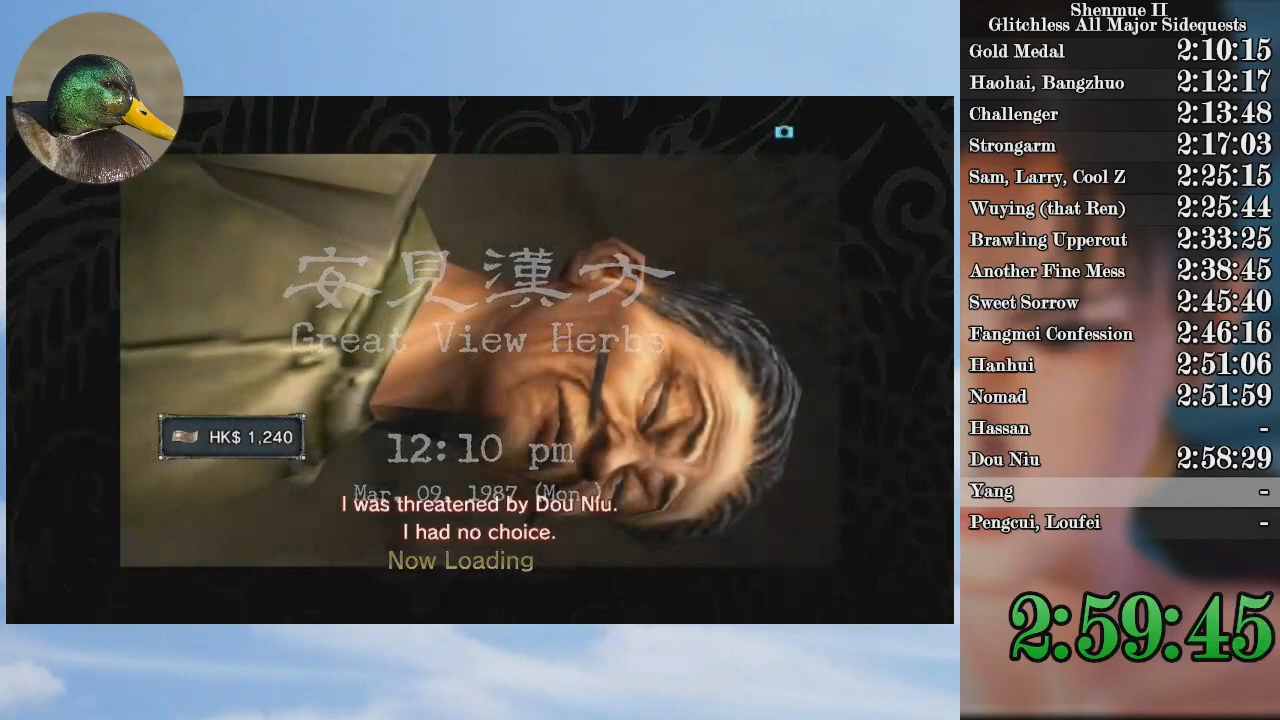 Shenmue II
Glitchless All Major Sidequests
Gold Medal 2:10:15
Haohai, Bangzhuo 2:12:17
Challenger 2:13:48
Strongarm 2:17:03
Sam, Larry, Cool Z 2:25:15
Wuying (that Ren) 2:25:44
Brawling Uppercut 2:33:25
Another Fine Mess 2:38:45
Sweet Sorrow 2:45:40
Fangmei Confession 2:46:16
Hanhui 2:51:06
Nomad 2:51:59
Hassan -
Dou Niu 2:58:29
Yang -
Pengcui, Loufei -
2:59:45
安見漢方
Great View Herbs
HK$ 1,240
12:10 pm
Mar. 09. 1987 (Mon.)
I was threatened by Dou Niu.
I had no choice.
Now Loading